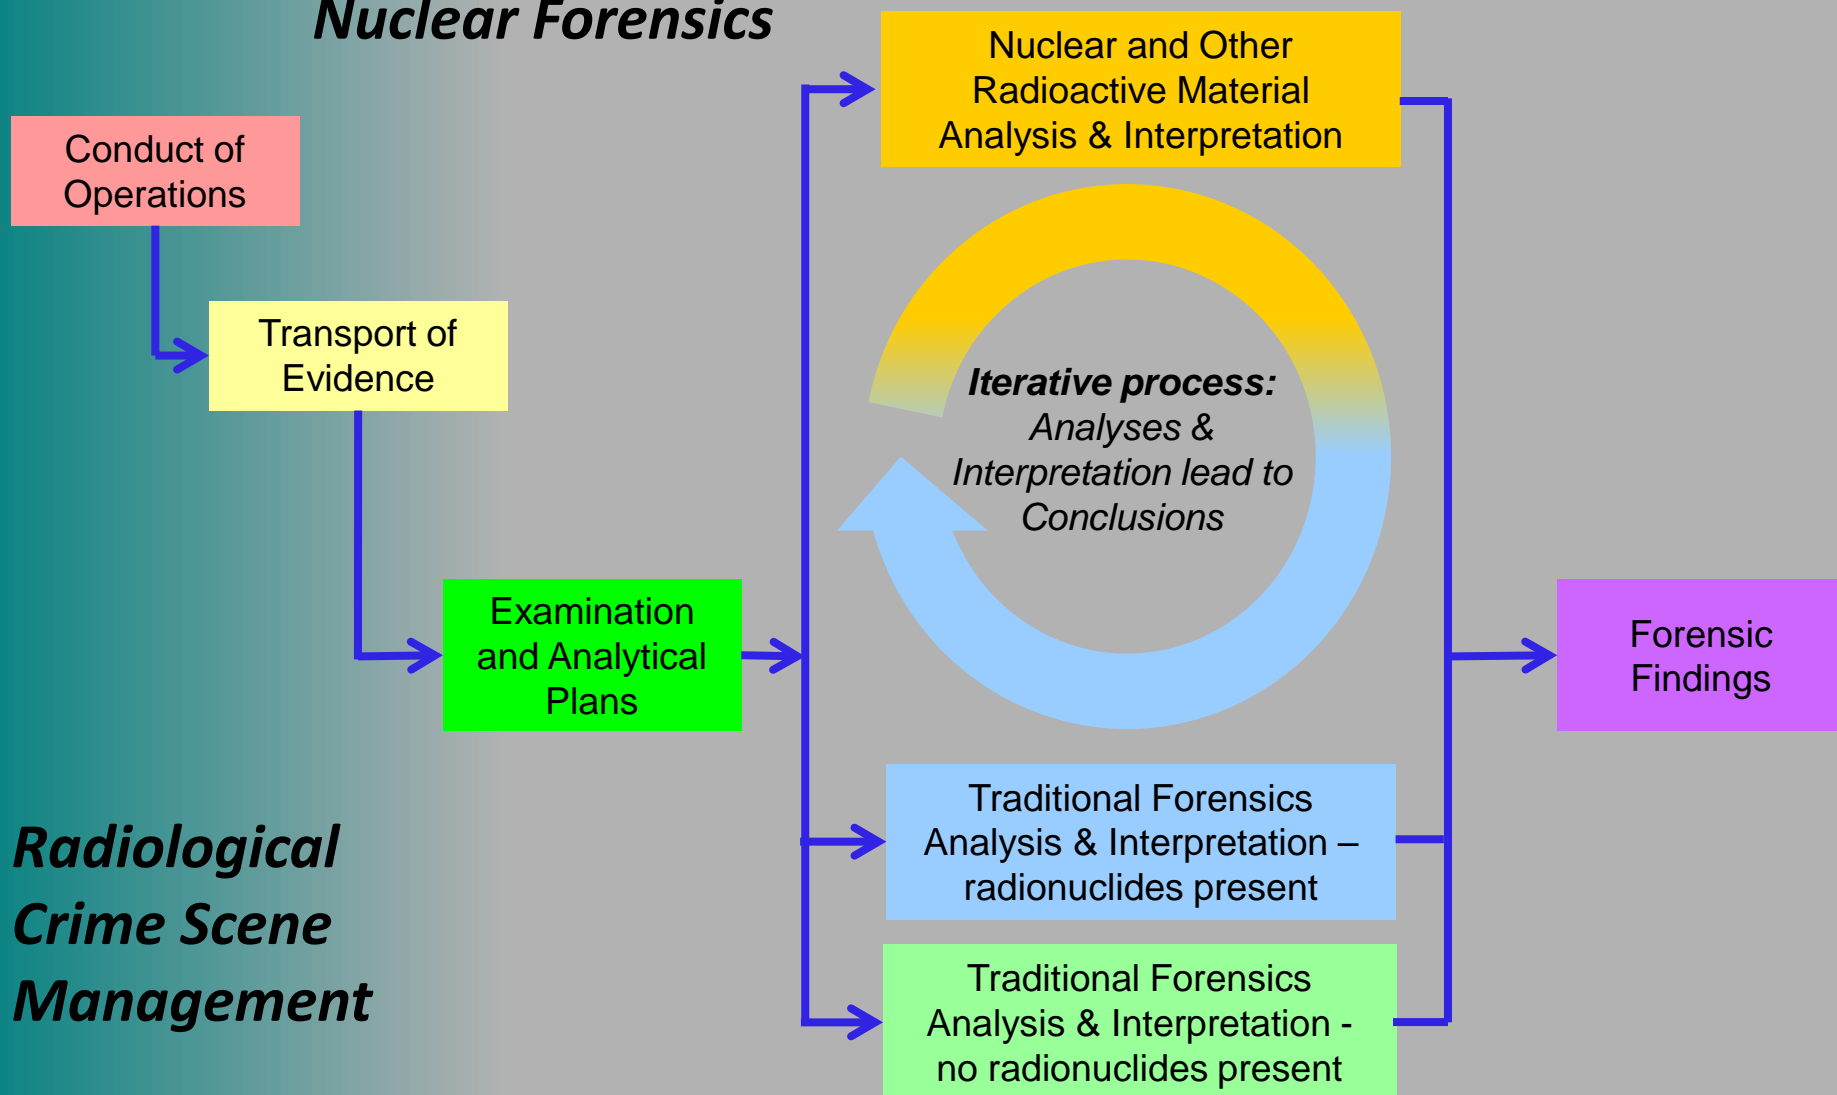 Nuclear Forensics
Conduct of
Operations
Transport of
Evidence
Examination
and Analytical
Plans
Nuclear and Other
Radioactive Material
Analysis & Interpretation
Iterative process:
Analyses &
Interpretation lead to
Conclusions
Traditional Forensics
Analysis & Interpretation –
radionuclides present
Traditional Forensics
Analysis & Interpretation -
no radionuclides present
Forensic
Findings
Radiological
Crime Scene
Management